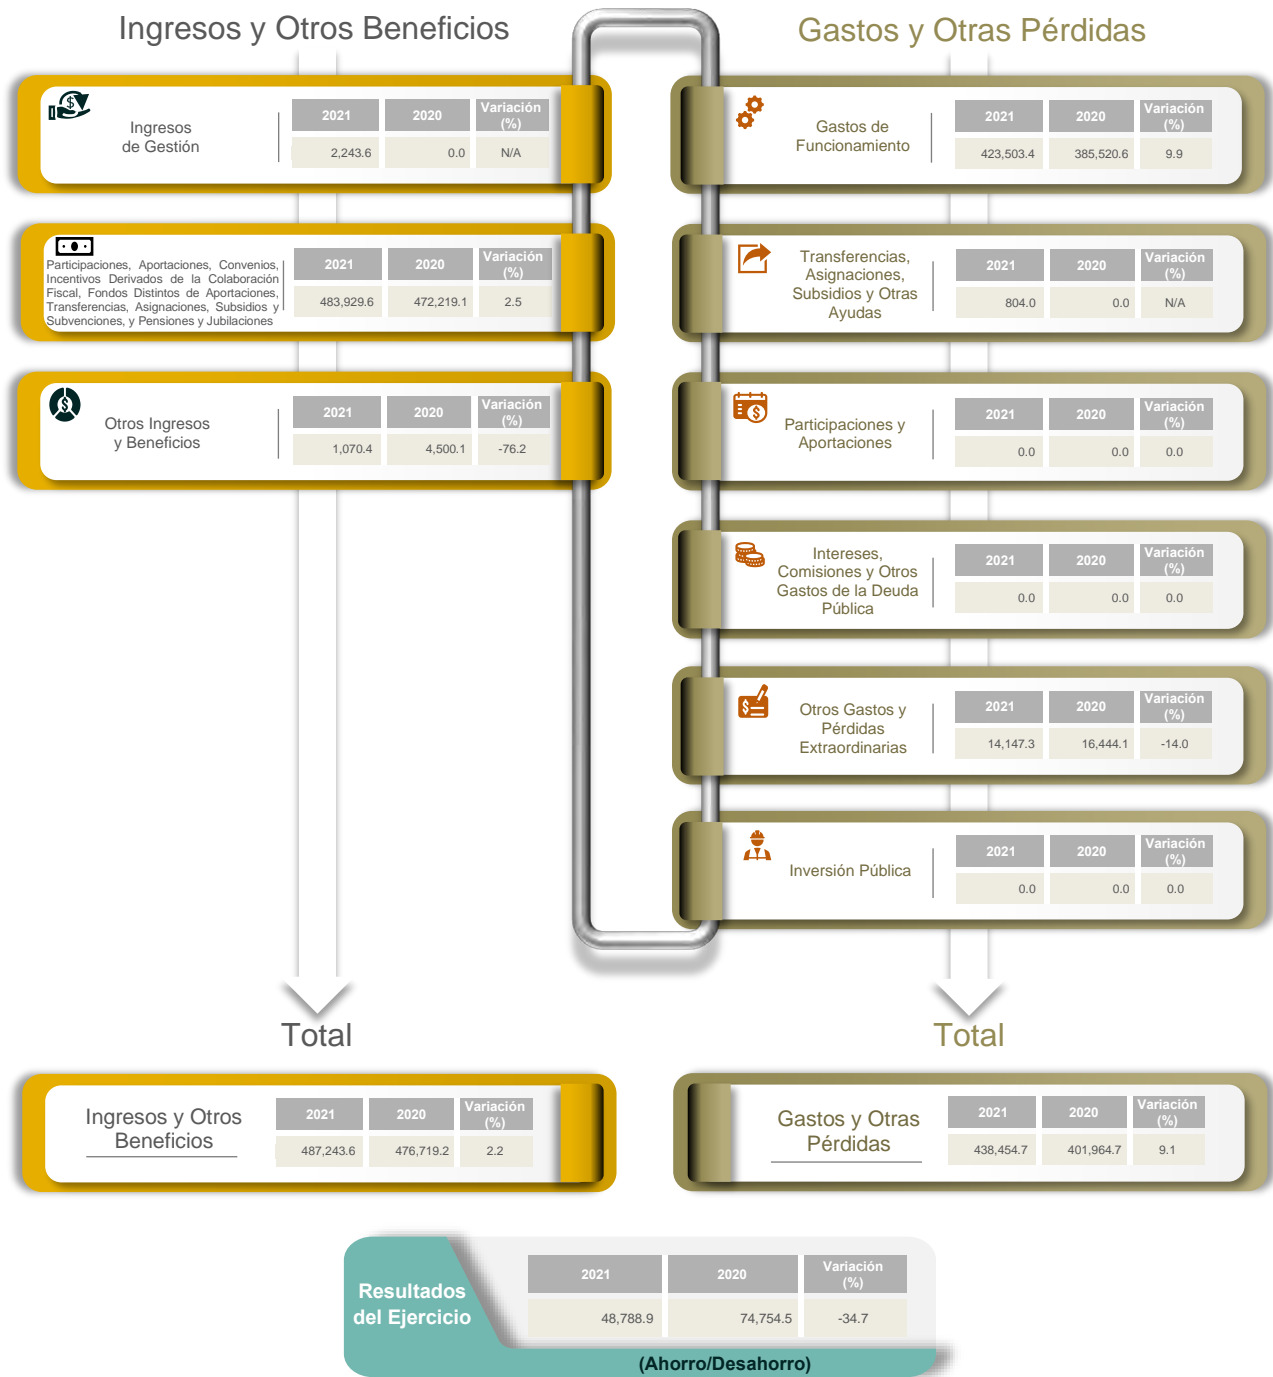 Ingresos y Otros Beneficios
Ingresos
de Gestión
2021 2020 Variación (%)
2,243.6 0.0 N/A
Participaciones, Aportaciones, Convenios,
Incentivos Derivados de la Colaboración
Fiscal, Fondos Distintos de Aportaciones,
Transferencias, Asignaciones, Subsidios y
Subvenciones, y Pensiones y Jubilaciones
2021 2020 Variación (%)
483,929.6 472,219.1 2.5
Otros Ingresos
y Beneficios
2021 2020 Variación (%)
1,070.4 4,500.1 -76.2
Total
Ingresos y Otros
Beneficios
2021 2020 Variación (%)
487,243.6 476,719.2 2.2
Gastos y Otras Pérdidas
Gastos de
Funcionamiento
2021 2020 Variación (%)
423,503.4 385,520.6 9.9
Transferencias,
Asignaciones,
Subsidios y Otras
Ayudas
2021 2020 Variación (%)
804.0 0.0 N/A
Participaciones y
Aportaciones
2021 2020 Variación (%)
0.0 0.0 0.0
Intereses,
Comisiones y Otros
Gastos de la Deuda
Pública
2021 2020 Variación (%)
0.0 0.0 0.0
Otros Gastos y
Pérdidas
Extraordinarias
2021 2020 Variación (%)
14,147.3 16,444.1 -14.0
Inversión Pública
2021 2020 Variación (%)
0.0 0.0 0.0
Total
Gastos y Otras
Pérdidas
2021 2020 Variación (%)
438,454.7 401,964.7 9.1
Resultados
del Ejercicio
2021 2020 Variación (%)
48,788.9 74,754.5 -34.7
(Ahorro/Desahorro)